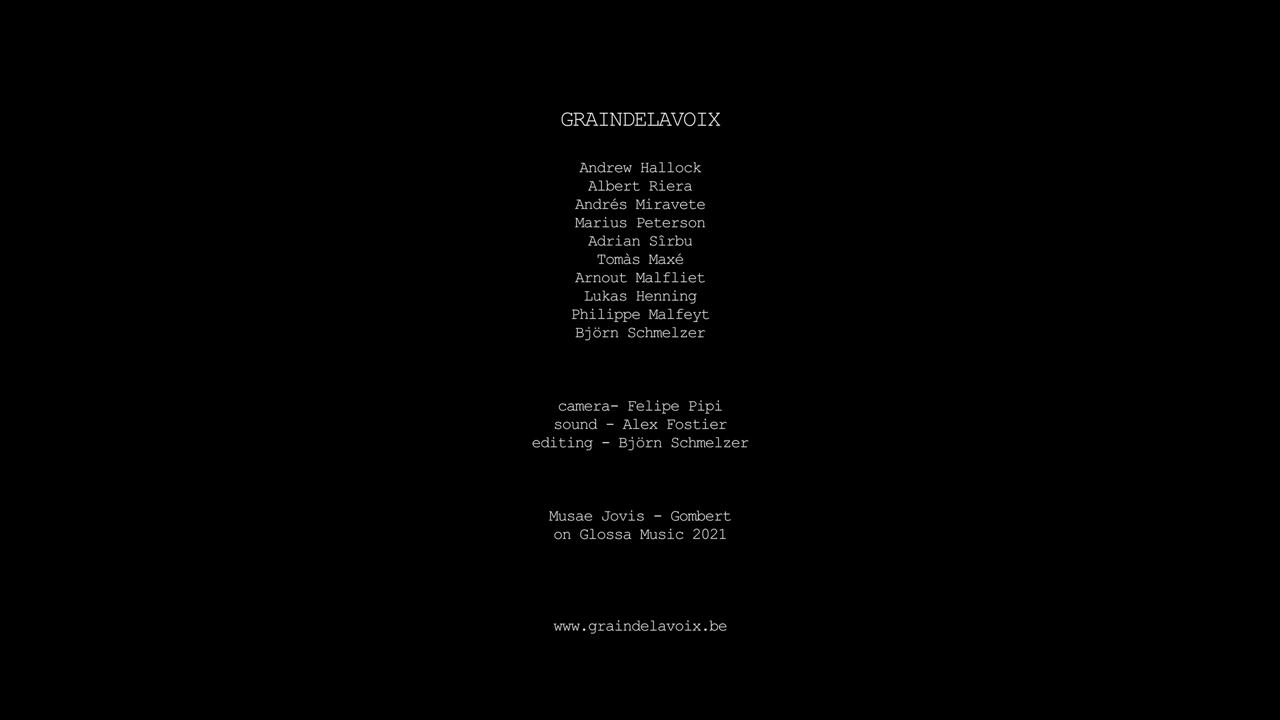 GRAINDELAVOIX
Andrew Hallock
Albert Riera
Andrés Miravete
Marius Peterson
Adrian Sîrbu
Tomàs Maxé
Arnout Malfliet
Lukas Henning
Philippe Malfeyt
Björn Schmelzer
camera- Felipe Pipi
sound - Alex Fostier
editing - Björn Schmelzer
Musae Jovis - Gombert
on Glossa Music 2021
www.graindelavoix.be